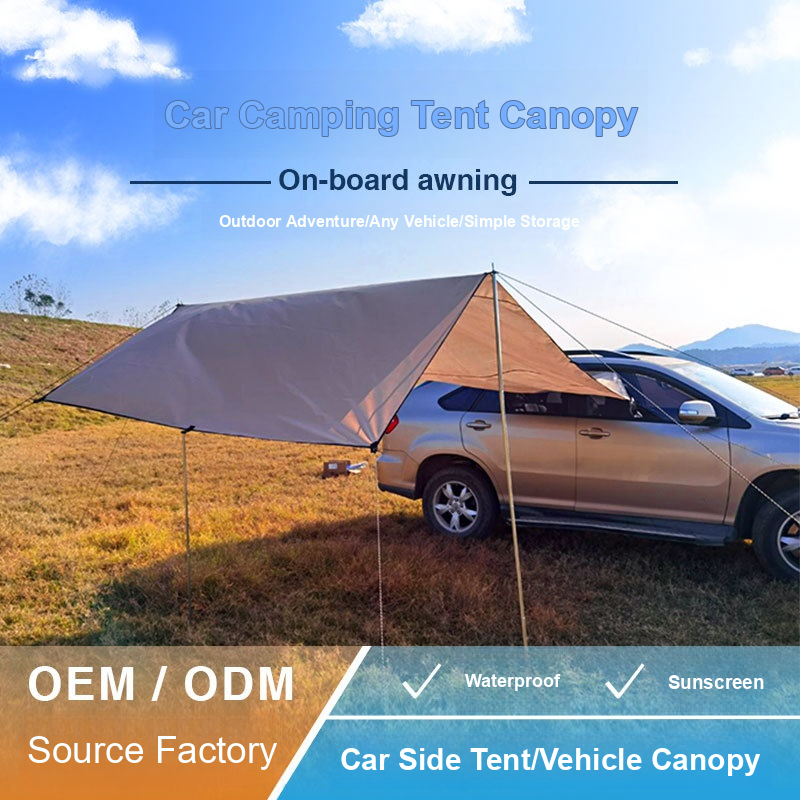 Car Camping Tent Canopy
On-board awning
Outdoor Adventure/Any Vehicle/Simple Storage
OEM / ODM
Waterproof
Sunscreen
Source Factory
Car Side Tent/Vehicle Canopy